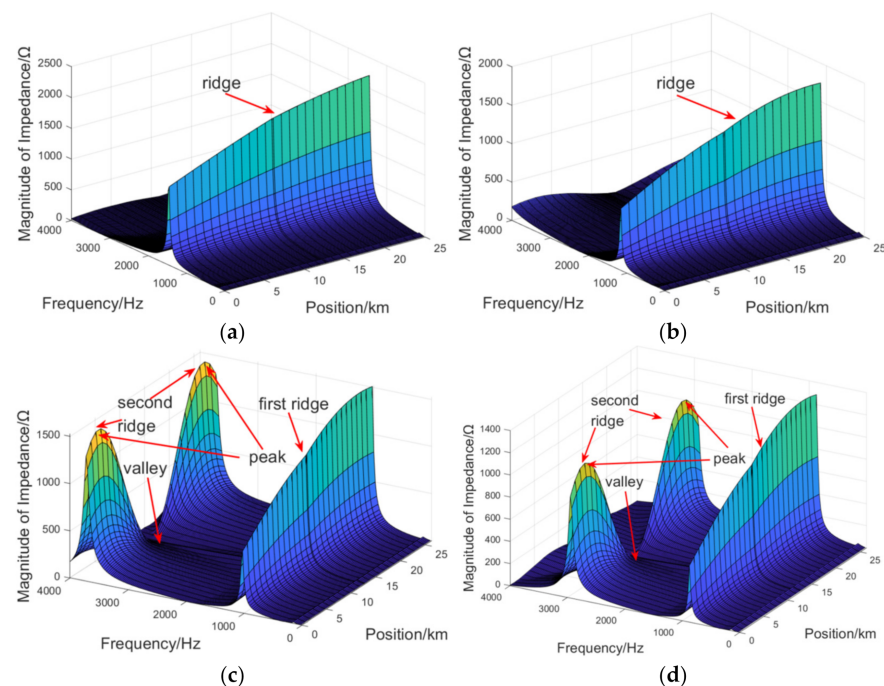 2500
2000
1500
1000
500
0
Magnitude of Impedance/Ω
ridge
4000
3000
2000
1000
0
Frequency/Hz
0
5
10
15
20
25
Position/km
(a)
2000
1500
1000
500
0
Magnitude of Impedance/Ω
ridge
4000
3000
2000
1000
0
Frequency/Hz
0
5
10
15
20
25
Position/km
(b)
1500
1000
500
0
Magnitude of Impedance/Ω
second
ridge
valley
peak
first ridge
4000
3000
2000
1000
0
Frequency/Hz
0
5
10
15
20
25
Position/km
(c)
1400
1200
1000
800
600
400
200
0
Magnitude of Impedance/Ω
second
ridge
valley
peak
first ridge
4000
3000
2000
1000
0
Frequency/Hz
0
5
10
15
20
25
Position/km
(d)